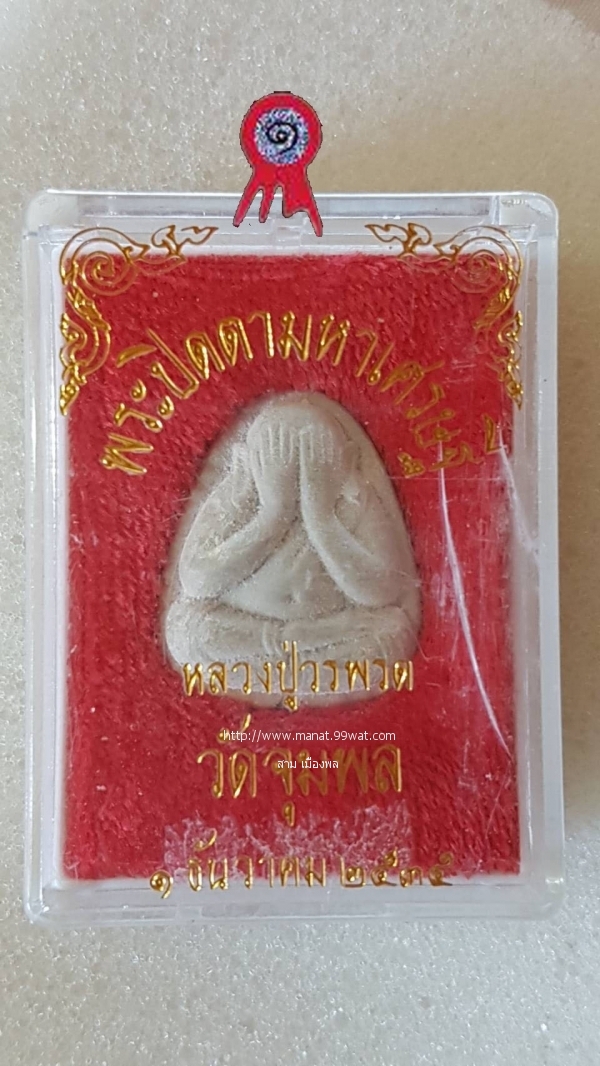 ๑
พระปิดตามหาเศรษฐี
หลวงปู่วรพรต
http://www.manat.99wat.com
วัดจุมพล
สาม เมืองพล
๑ ธันวาคม ๒๕๓๕